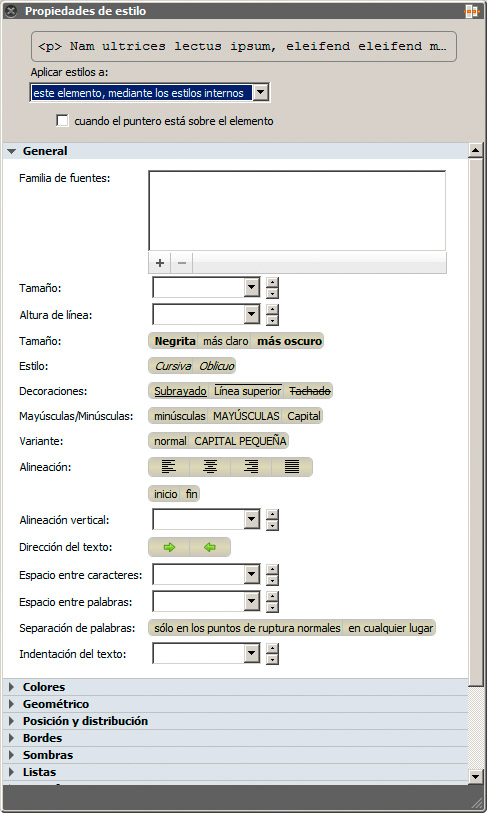 Propiedades de estilo
<p> Nam ultrices lectus ipsum, eleifend eleifend m…
Aplicar estilos a:
este elemento, mediante los estilos internos
cuando el puntero está sobre el elemento
General
Familia de fuentes:
+ −
Tamaño:
Altura de línea:
Tamaño: Negrita más claro más oscuro
Estilo: Cursiva Oblicuo
Decoraciones: Subrayado Línea superior Tachado
Mayúsculas/Minúsculas: minúsculas MAYÚSCULAS Capital
Variante: normal CAPITAL PEQUEÑA
Alineación:
inicio fin
Alineación vertical:
Dirección del texto:
Espacio entre caracteres:
Espacio entre palabras:
Separación de palabras: sólo en los puntos de ruptura normales en cualquier lugar
Indentación del texto:
Colores
Geométrico
Posición y distribución
Bordes
Sombras
Listas